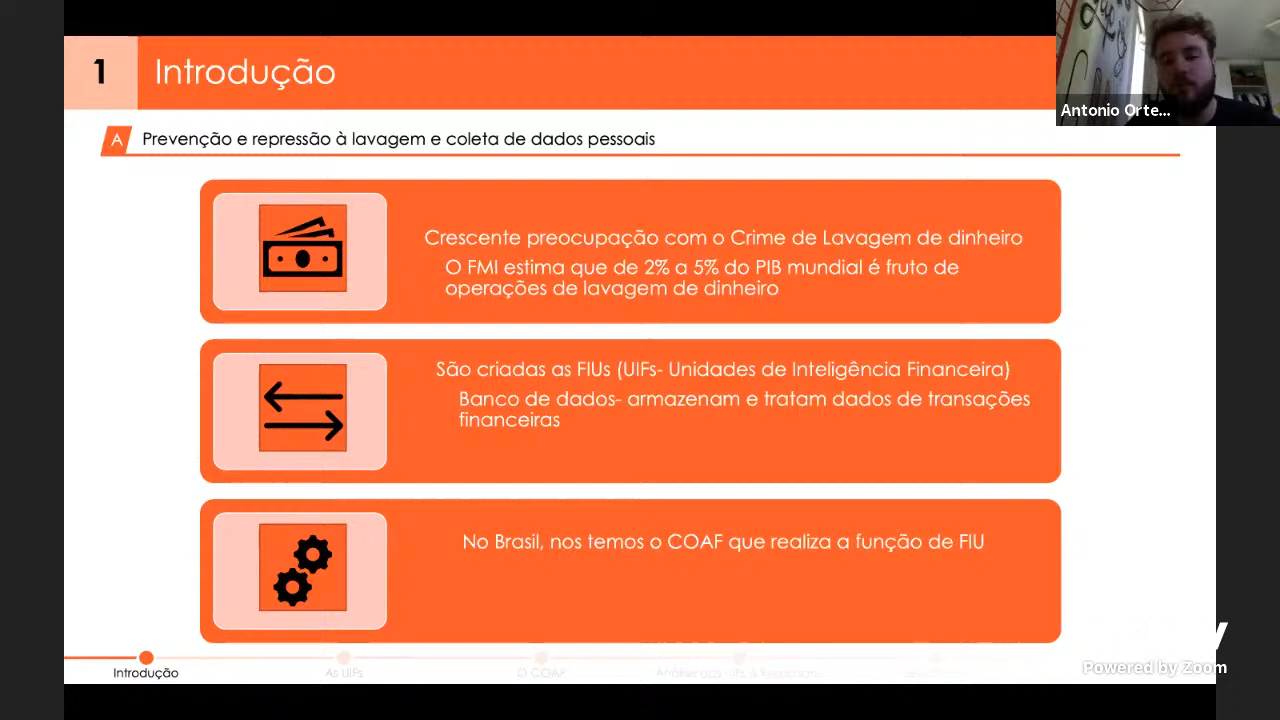 1
Introdução
Antonio Orte...
A
Prevenção e repressão à lavagem e coleta de dados pessoais
Crescente preocupação com o Crime de Lavagem de dinheiro
O FMI estima que de 2% a 5% do PIB mundial é fruto de
operações de lavagem de dinheiro
São criadas as FIUs (UIFs- Unidades de Inteligência Financeira)
Banco de dados- armazenam e tratam dados de transações
financeiras
No Brasil, nos temos o COAF que realiza a função de FIU
Introdução
As UIFs
O COAF
Powered by Zoom